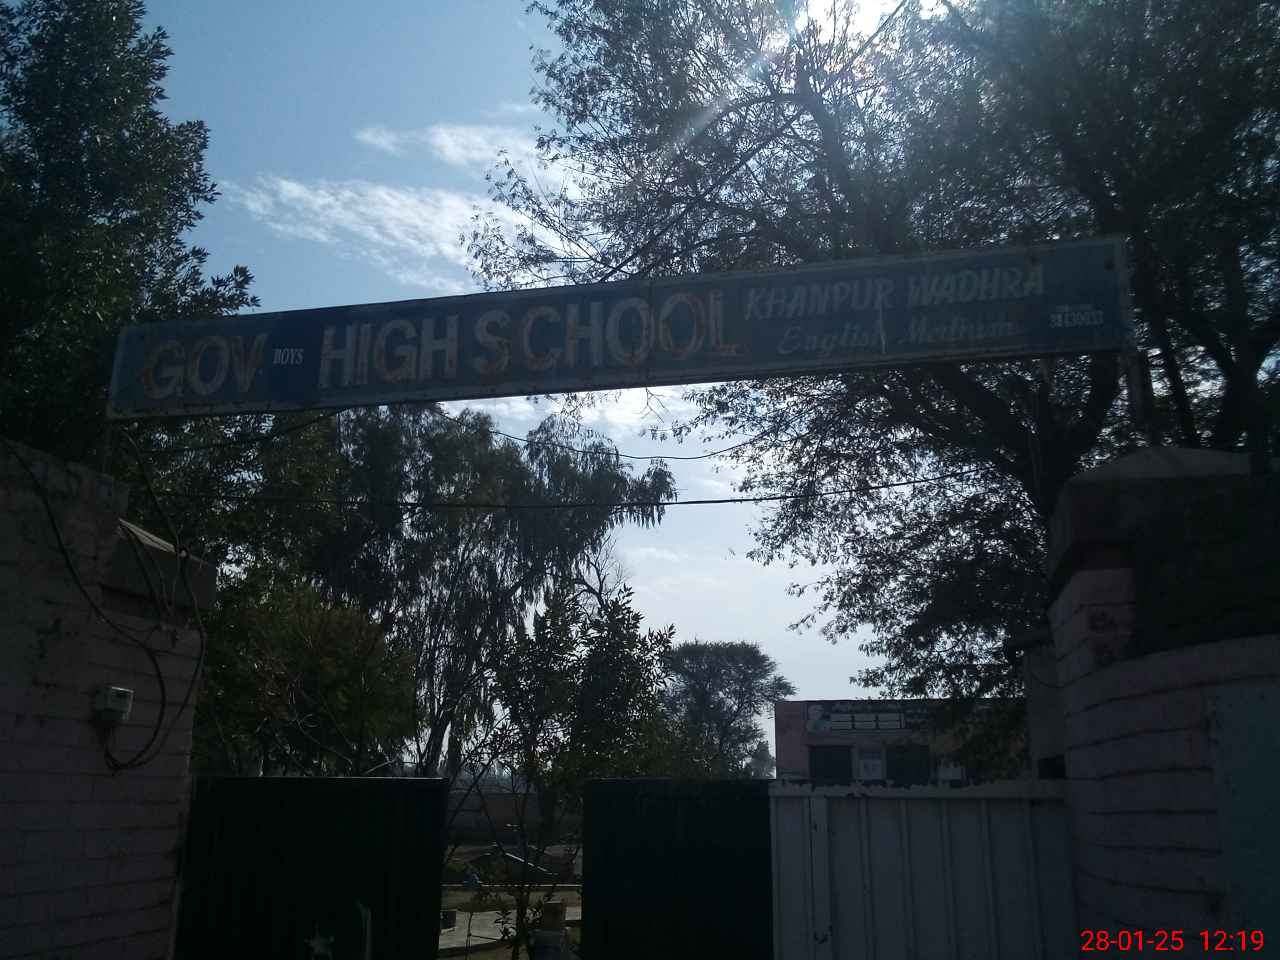 GOV BOYS HIGH SCHOOL KHANPUR WADHRA
English Medium
28-01-25 12:19